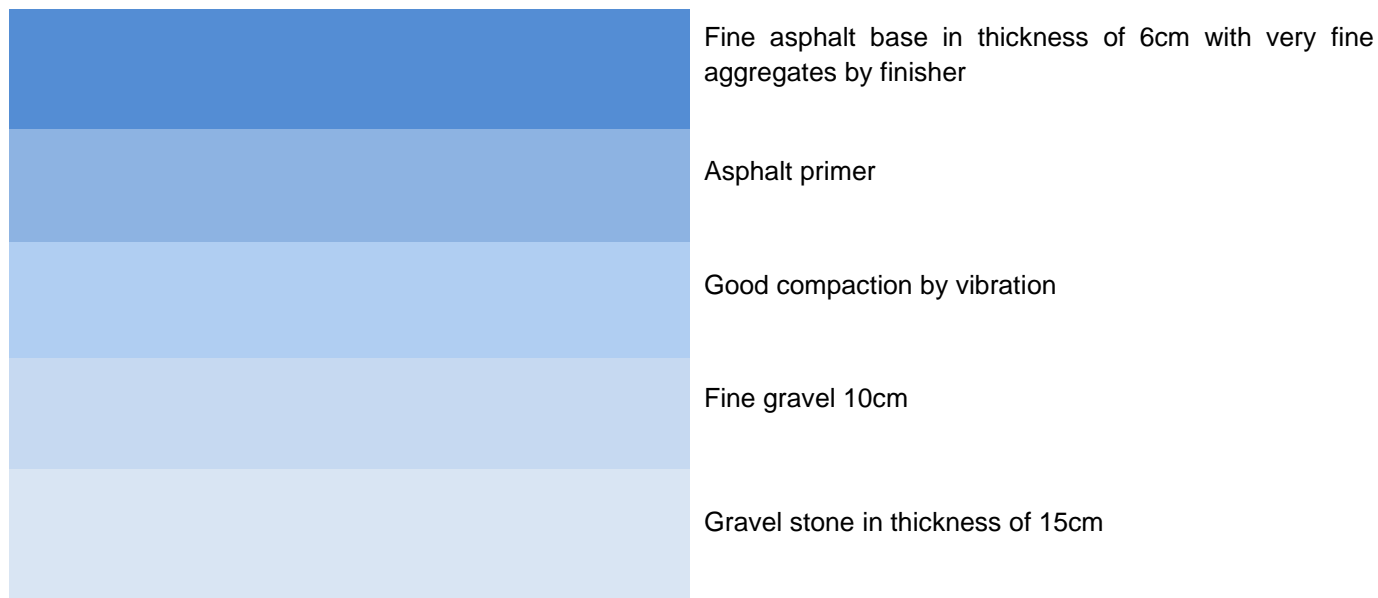 Fine asphalt base in thickness of 6cm with very fine
aggregates by finisher
Asphalt primer
Good compaction by vibration
Fine gravel 10cm
Gravel stone in thickness of 15cm